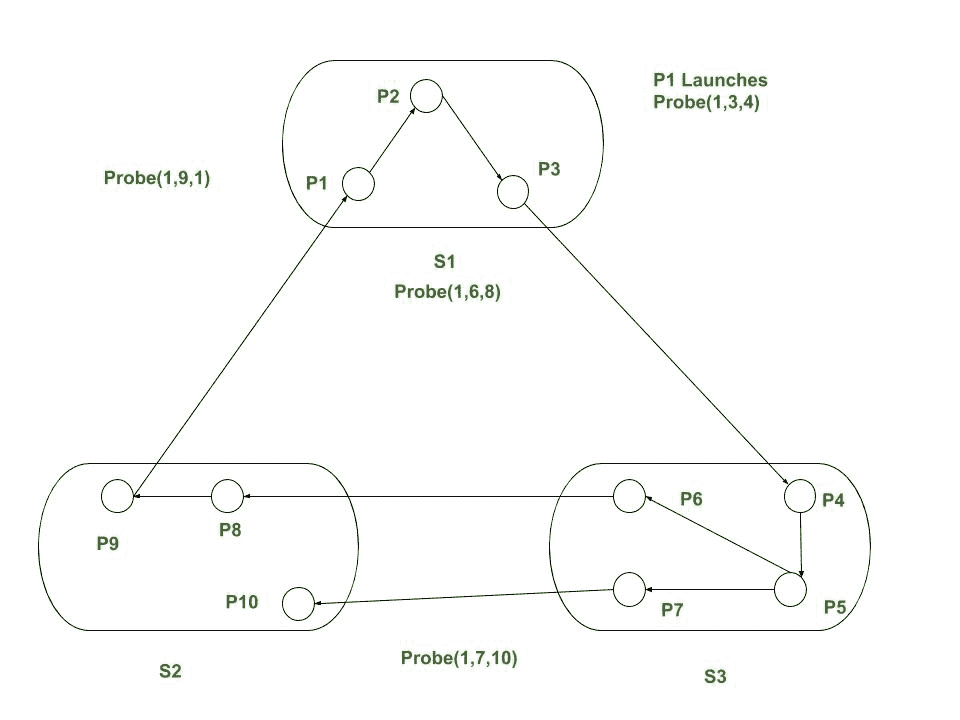 P1 Launches
Probe(1,3,4)
P2
P3
P1
Probe(1,9,1)
S1
Probe(1,6,8)
P6
P4
P8
P9
P10
P7
P5
Probe(1,7,10)
S2
S3